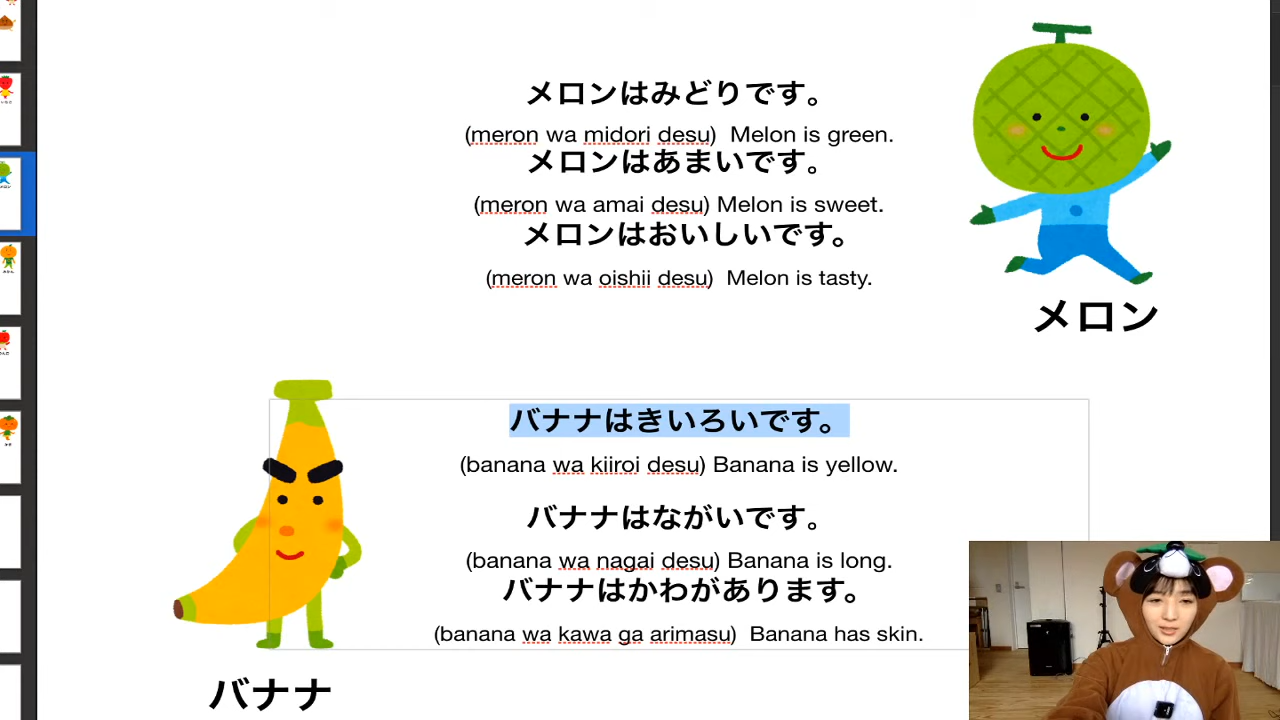 メロンはみどりです。
(meron wa midori desu)  Melon is green.
メロンはあまいです。
(meron wa amai desu) Melon is sweet.
メロンはおいしいです。
(meron wa oishii desu)  Melon is tasty.
メロン
バナナはきいろいです。
(banana wa kiiroi desu) Banana is yellow.
バナナはながいです。
(banana wa nagai desu) Banana is long.
バナナはかわがあります。
(banana wa kawa ga arimasu)  Banana has skin.
バナナ